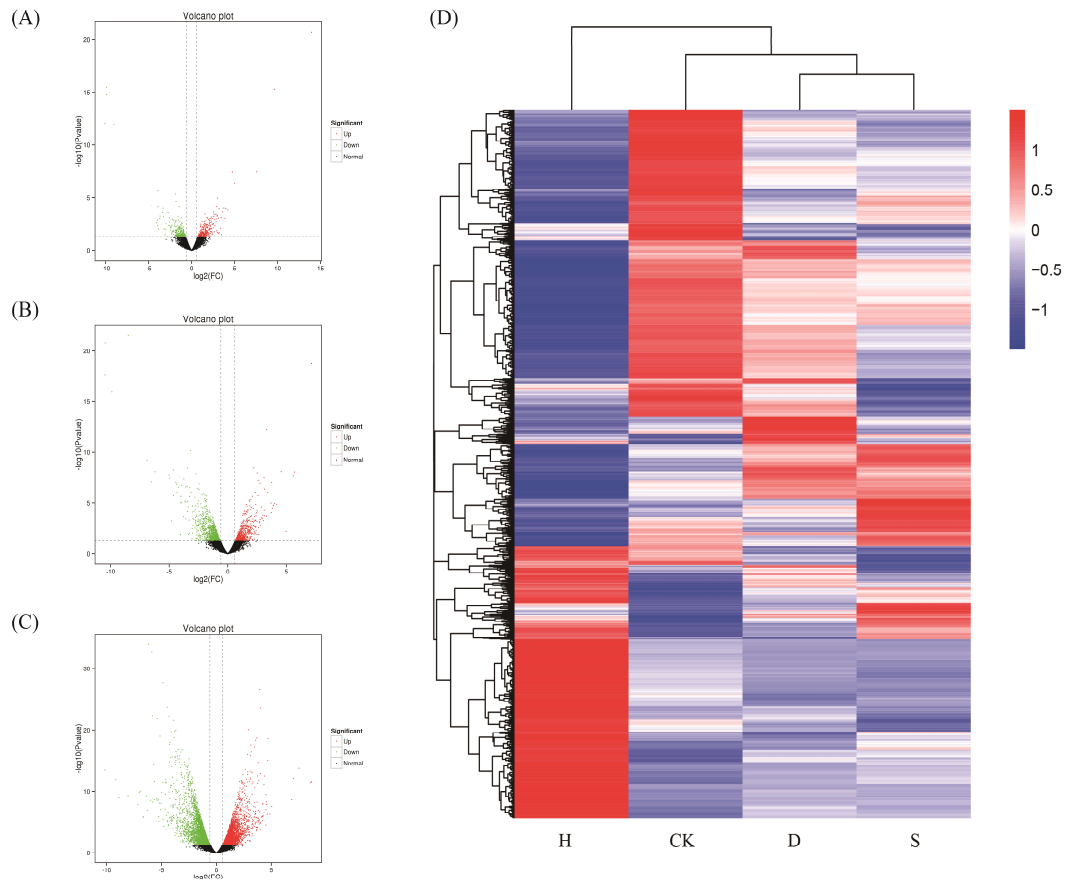 (A)
Volcano plot
20
15
10
5
0
-log10(Pvalue)
-10
-5
0
5
10
15
log2(FC)
Significant
Up
Down
Normal
(B)
Volcano plot
20
15
10
5
0
-log10(Pvalue)
-10
-5
0
5
log2(FC)
Significant
Up
Down
Normal
(C)
Volcano plot
30
20
10
0
-log10(Pvalue)
-10
-5
0
5
log2(FC)
Significant
Up
Down
Normal
(D)
1
0.5
0
−0.5
−1
H CK D S